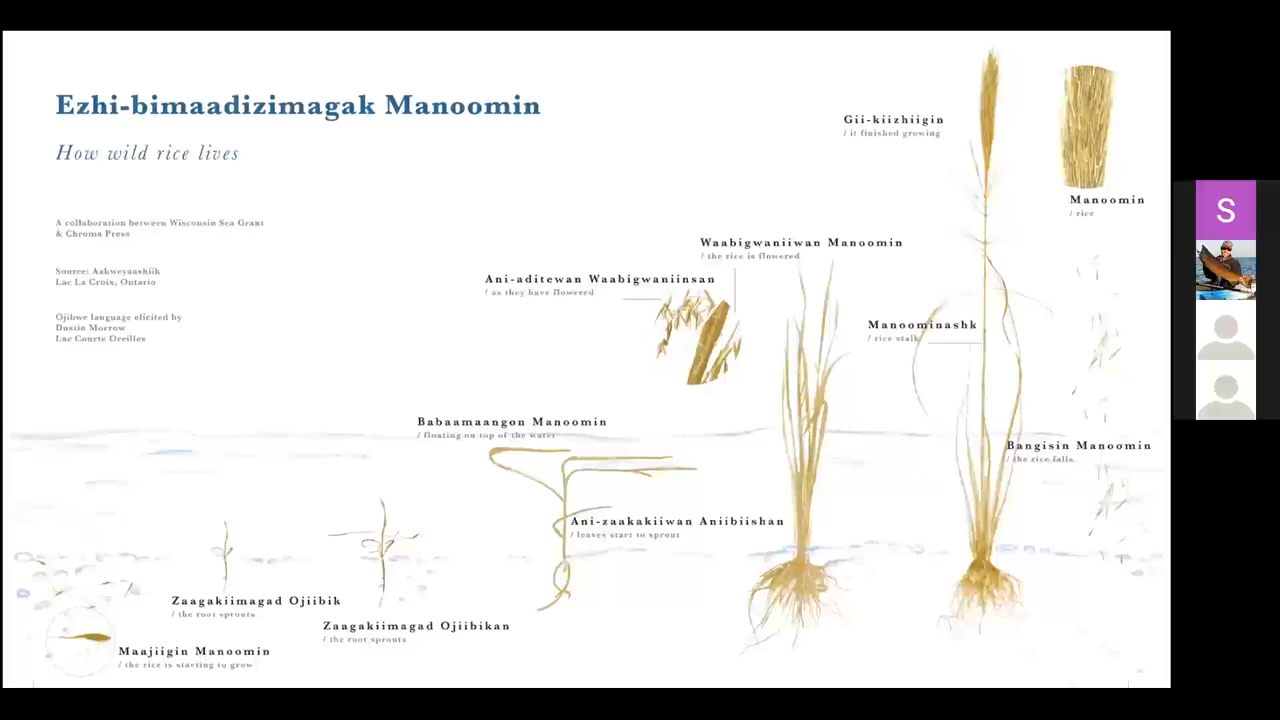 Ezhi-bimaadizimagak Manoomin
How wild rice lives
A collaboration between Wisconsin Sea Grant
& Chroma Press
Source: Aakweyaashiik
Lac La Croix, Ontario
Ojibwe language elicited by
Dustin Morrow
Lac Courte Oreilles
Gii-kiizhiigin
/ it finished growing
Manoomin
/ rice
Waabigwaniiwan Manoomin
/ the rice is flowered
Ani-aditewan Waabigwaniinsan
/ as they have flowered
Manoominashk
/ rice stalk
Babaamaangon Manoomin
/ floating on top of the water
Bangisin Manoomin
/ the rice falls
Ani-zaakakiiwan Aniibiishan
/ leaves start to sprout
Zaagakiimagad Ojiibik
/ the root sprouts
Zaagakiimagad Ojiibikan
/ the root sprouts
Maajiigin Manoomin
/ the rice is starting to grow
S